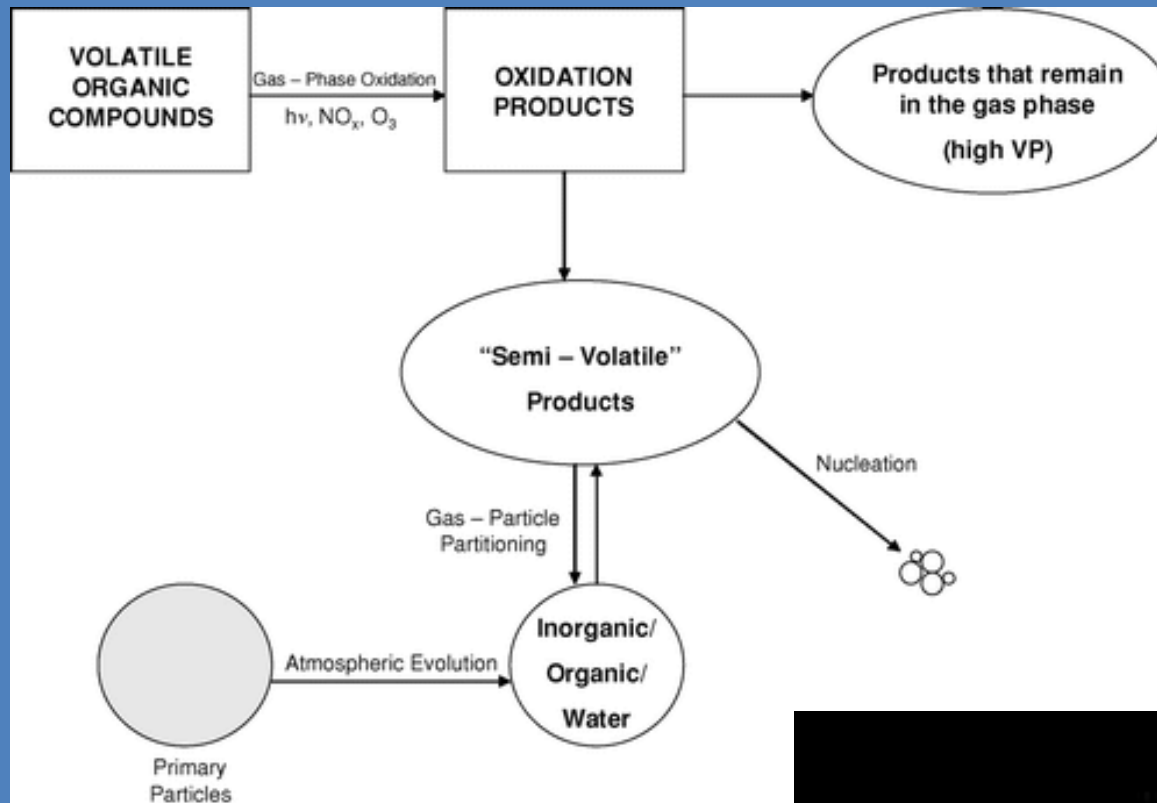 VOLATILE
ORGANIC
COMPOUNDS
Gas – Phase Oxidation
hν, NOₓ, O₃
OXIDATION
PRODUCTS
Products that remain
in the gas phase
(high VP)
“Semi – Volatile”
Products
Nucleation
Gas – Particle
Partitioning
Inorganic/
Organic/
Water
Atmospheric Evolution
Primary
Particles